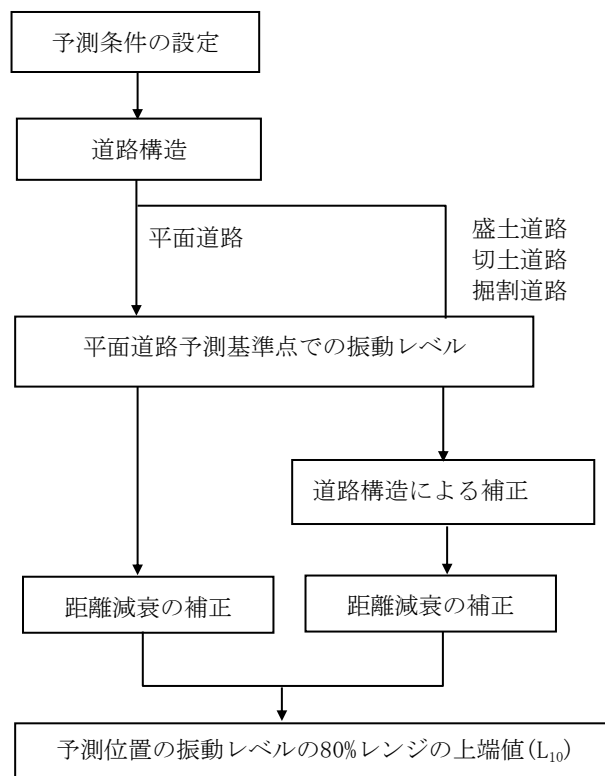 予測条件の設定
道路構造
平面道路
盛土道路
切土道路
掘割道路
平面道路予測基準点での振動レベル
道路構造による補正
距離減衰の補正
距離減衰の補正
予測位置の振動レベルの80%レンジの上端値(L₁₀)